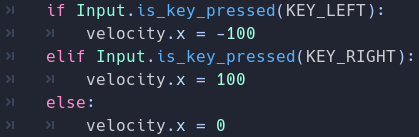 if Input.is_key_pressed(KEY_LEFT):
    velocity.x = -100
elif Input.is_key_pressed(KEY_RIGHT):
    velocity.x = 100
else:
    velocity.x = 0